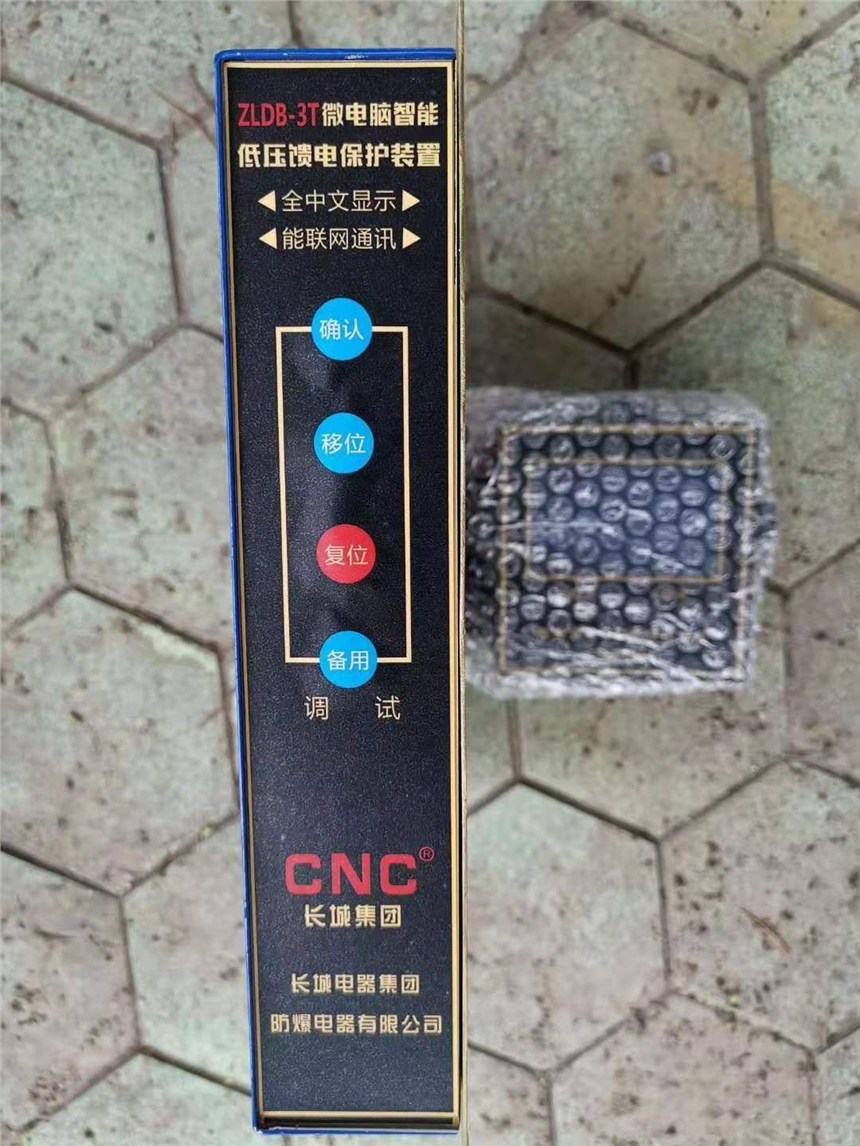 ZLDB-3T微电脑智能
低压馈电保护装置
◀全中文显示▶
◀能联网通讯▶
确认
移位
复位
备用
调 试
CNC®
长城集团
长城电器集团
防爆电器有限公司